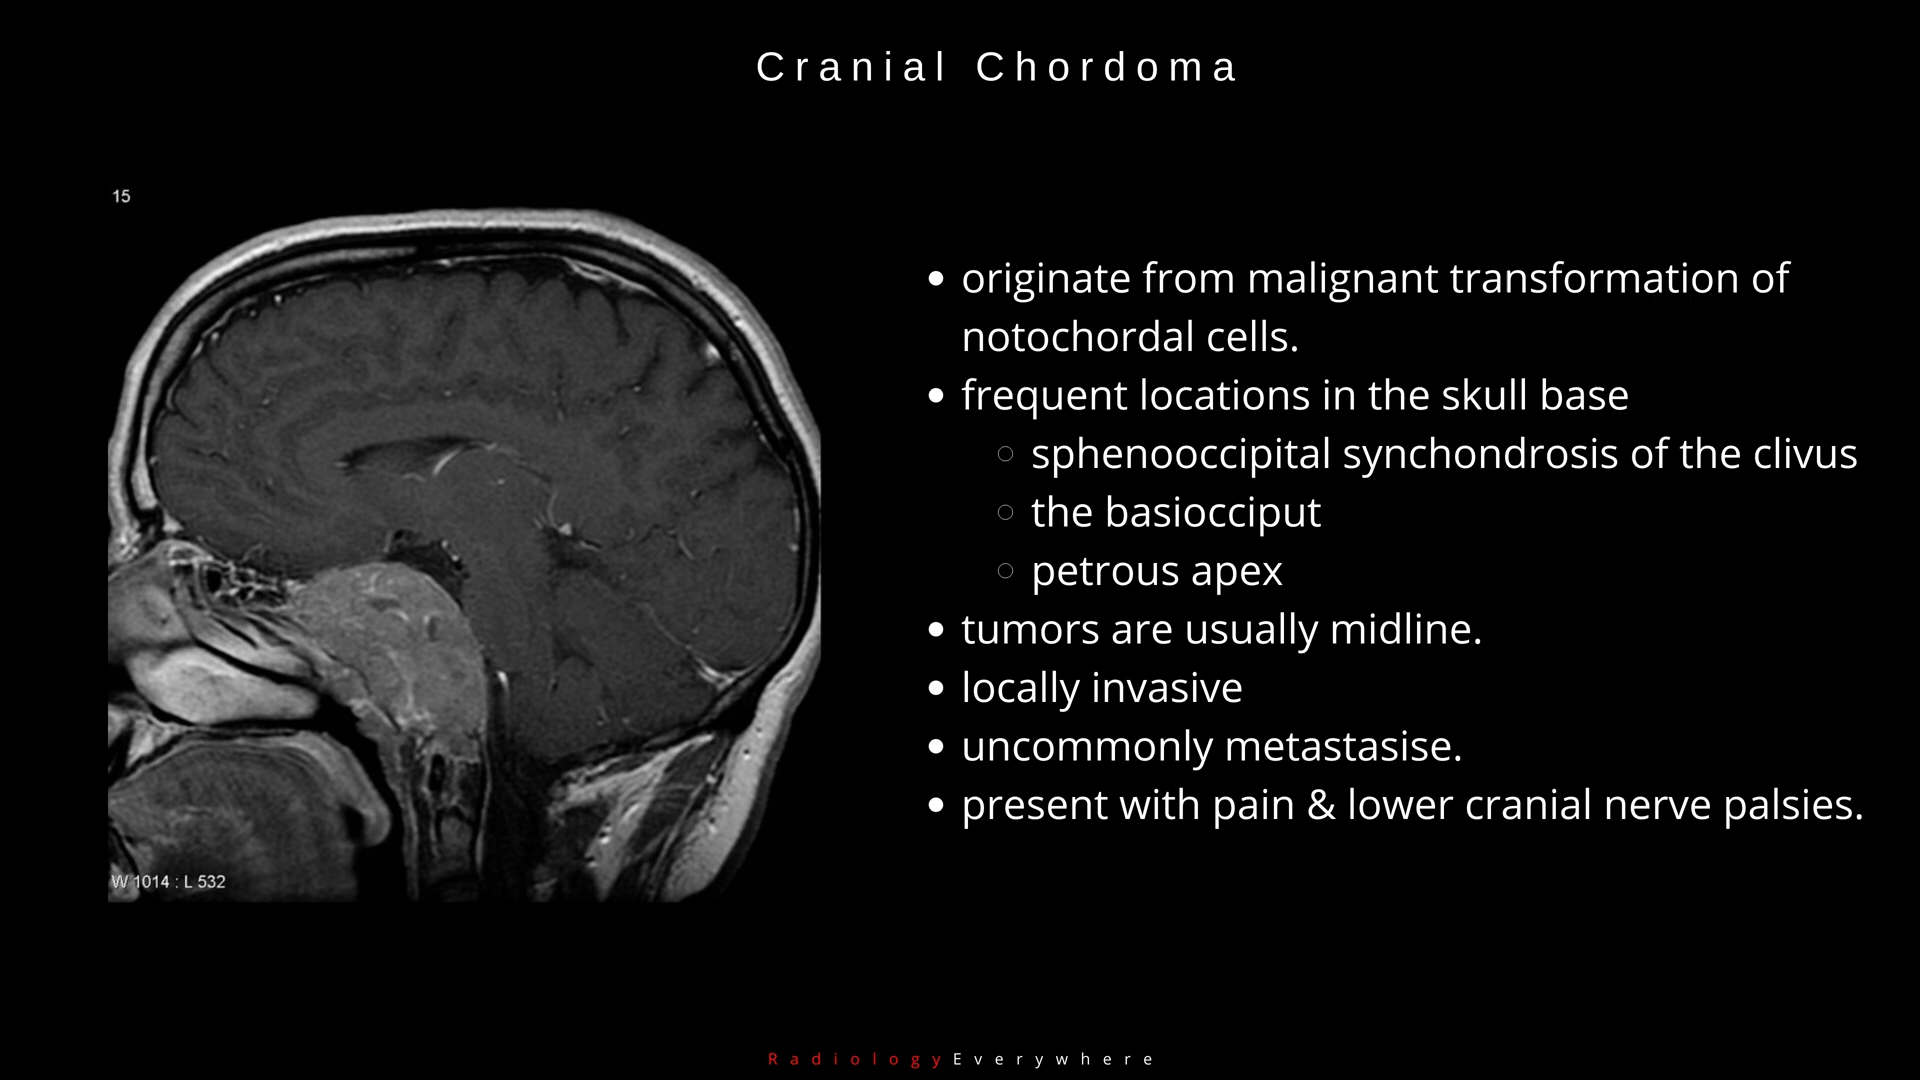 Cranial Chordoma
15
• originate from malignant transformation of
notochordal cells.
• frequent locations in the skull base
○ sphenooccipital synchondrosis of the clivus
○ the basiocciput
○ petrous apex
• tumors are usually midline.
• locally invasive
• uncommonly metastasise.
• present with pain & lower cranial nerve palsies.
W 1014 : L 532
RadiologyEverywhere